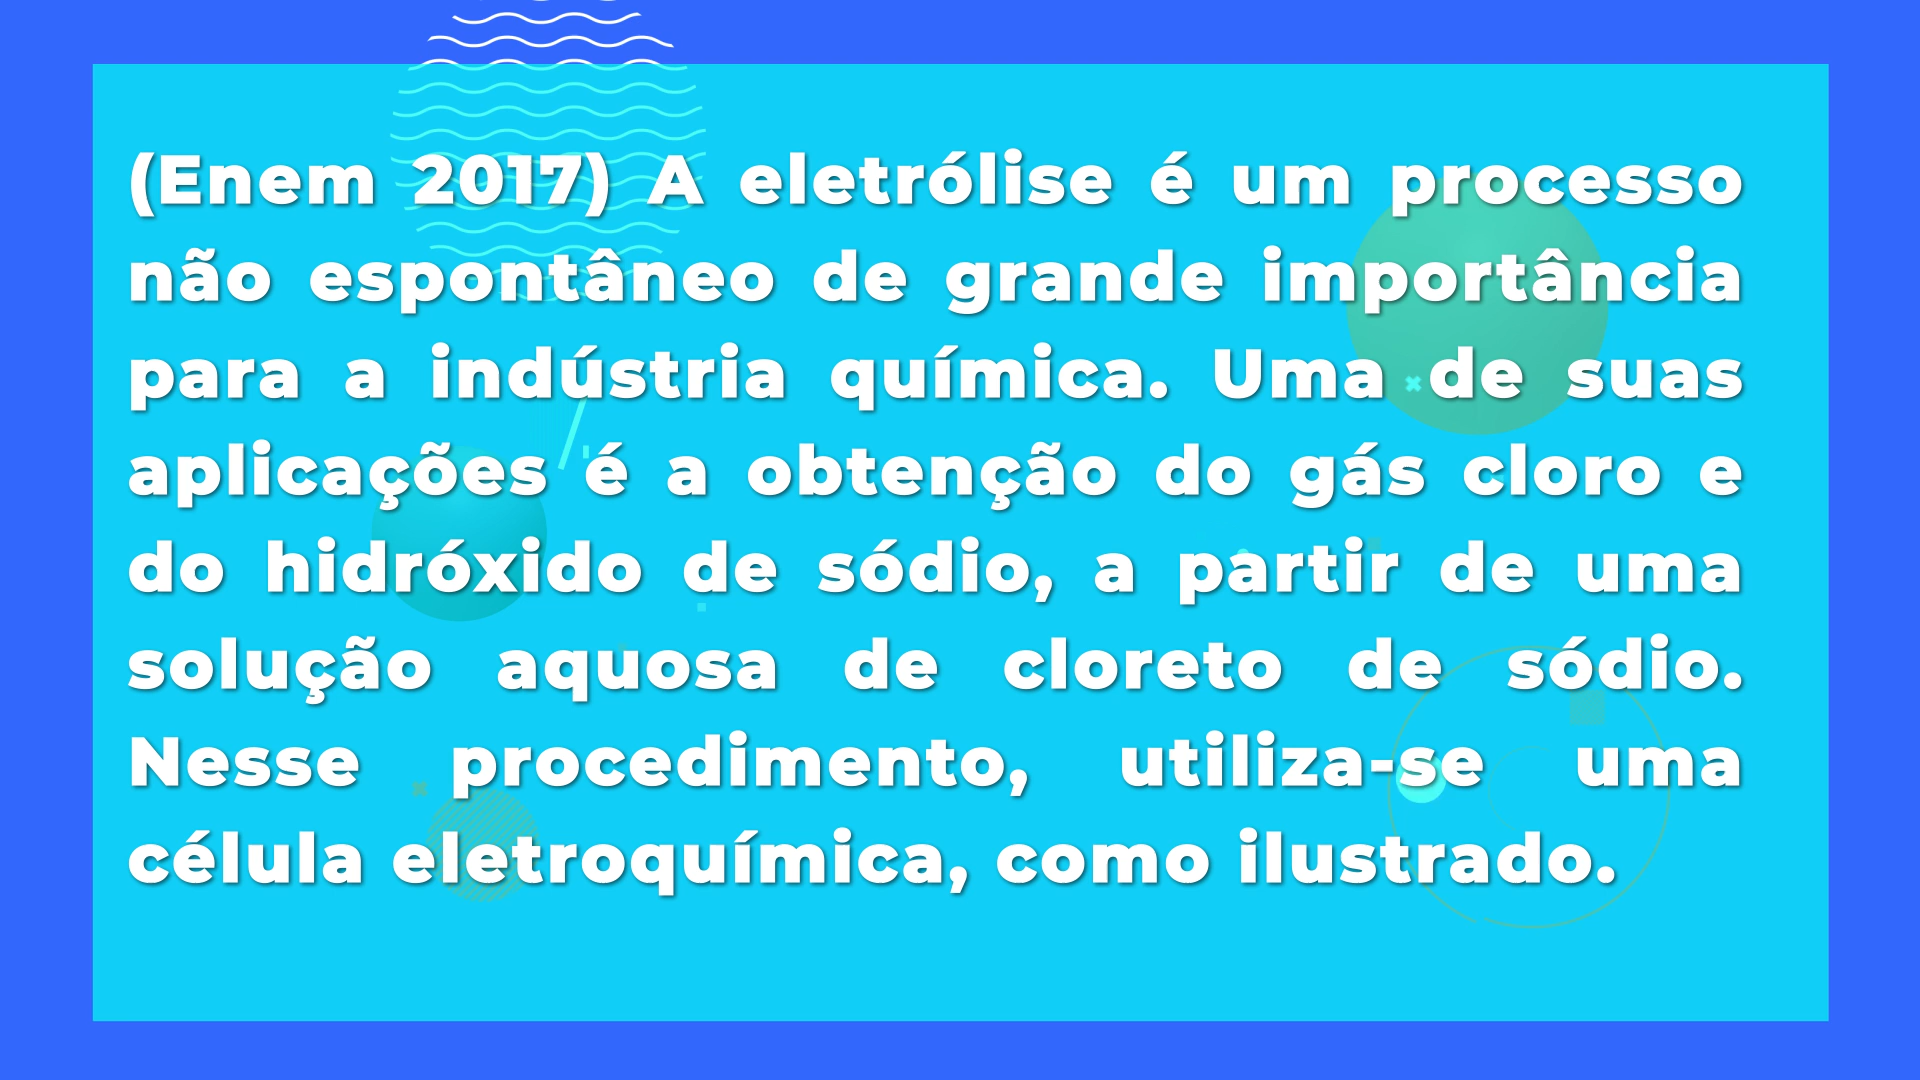 (Enem 2017) A eletrólise é um processo
não espontâneo de grande importância
para a indústria química. Uma de suas
aplicações é a obtenção do gás cloro e
do hidróxido de sódio, a partir de uma
solução aquosa de cloreto de sódio.
Nesse procedimento, utiliza-se uma
célula eletroquímica, como ilustrado.